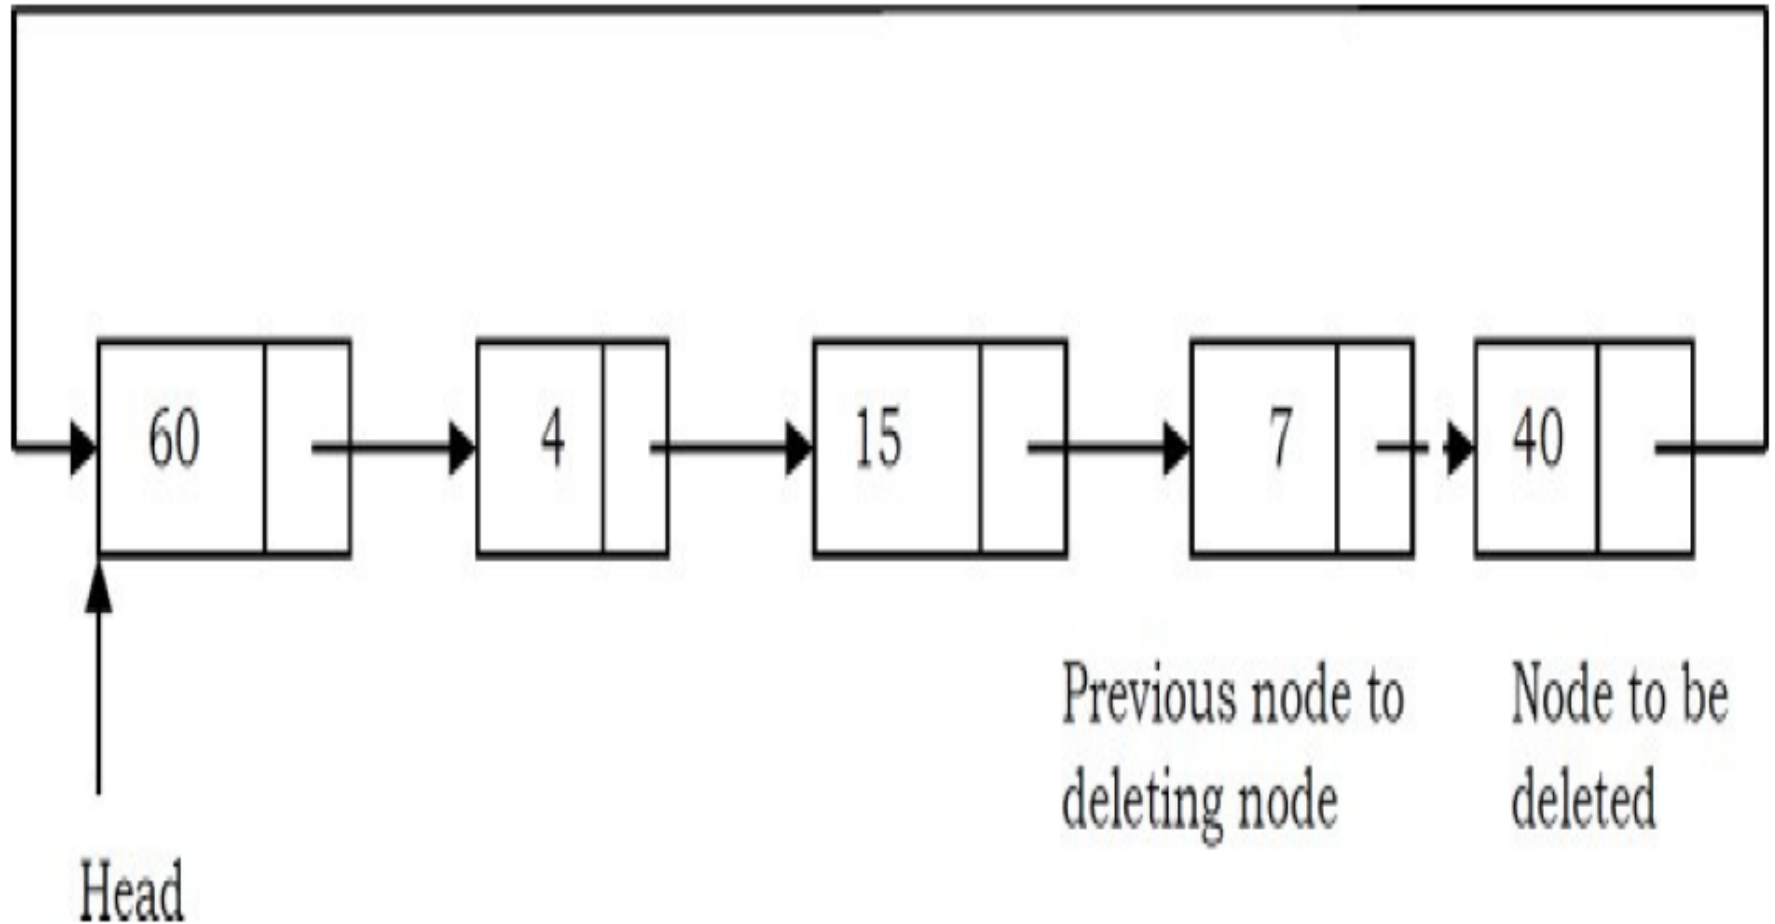 60 4 15 7 40
Previous node to
deleting node
Node to be
deleted
Head